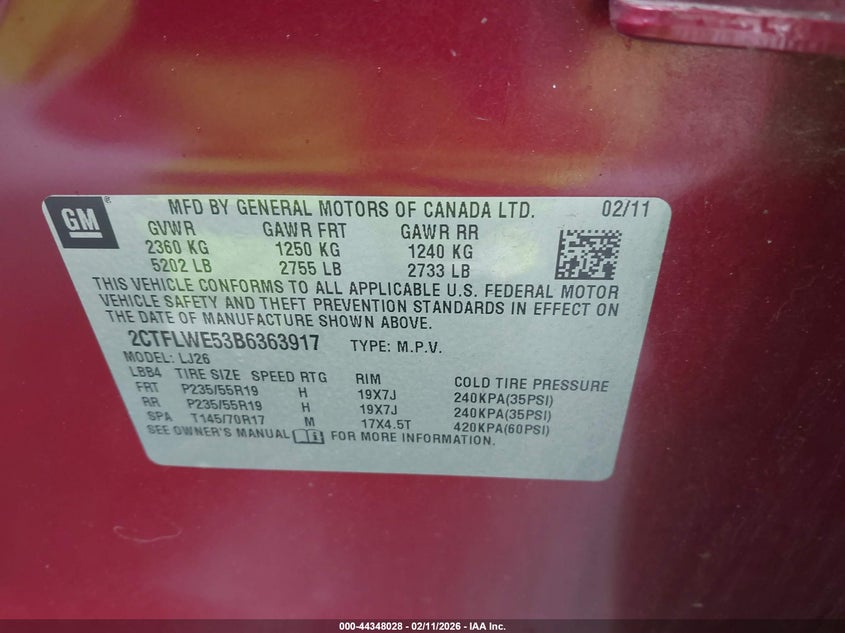 GM® MFD BY GENERAL MOTORS OF CANADA LTD. 02/11
GVWR GAWR FRT GAWR RR
2360 KG 1250 KG 1240 KG
5202 LB 2755 LB 2733 LB
THIS VEHICLE CONFORMS TO ALL APPLICABLE U.S. FEDERAL MOTOR
VEHICLE SAFETY AND THEFT PREVENTION STANDARDS IN EFFECT ON
THE DATE OF MANUFACTURE SHOWN ABOVE.
2CTFLWE53B6363917 TYPE: M.P.V.
MODEL: LJ26
LBB4 TIRE SIZE SPEED RTG RIM COLD TIRE PRESSURE
FRT P235/55R19 H 19X7J 240KPA(35PSI)
RR P235/55R19 H 19X7J 240KPA(35PSI)
SPA T145/70R17 M 17X4.5T 420KPA(60PSI)
SEE OWNER'S MANUAL FOR MORE INFORMATION.
000-44348028 - 02/11/2026 - IAA Inc.